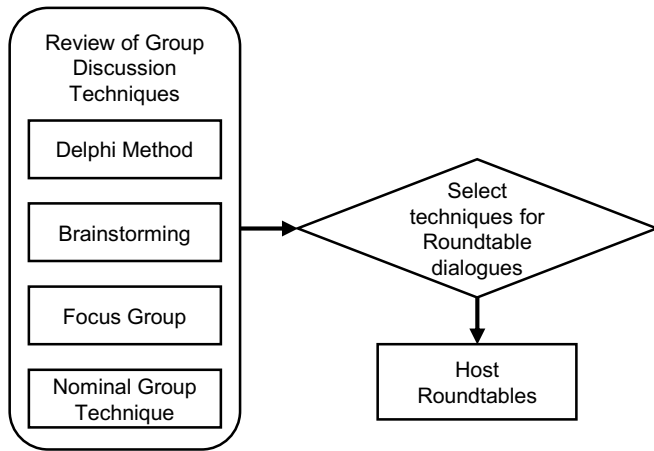 Review of Group
Discussion
Techniques
Delphi Method
Brainstorming
Focus Group
Nominal Group
Technique
Select
techniques for
Roundtable
dialogues
Host
Roundtables